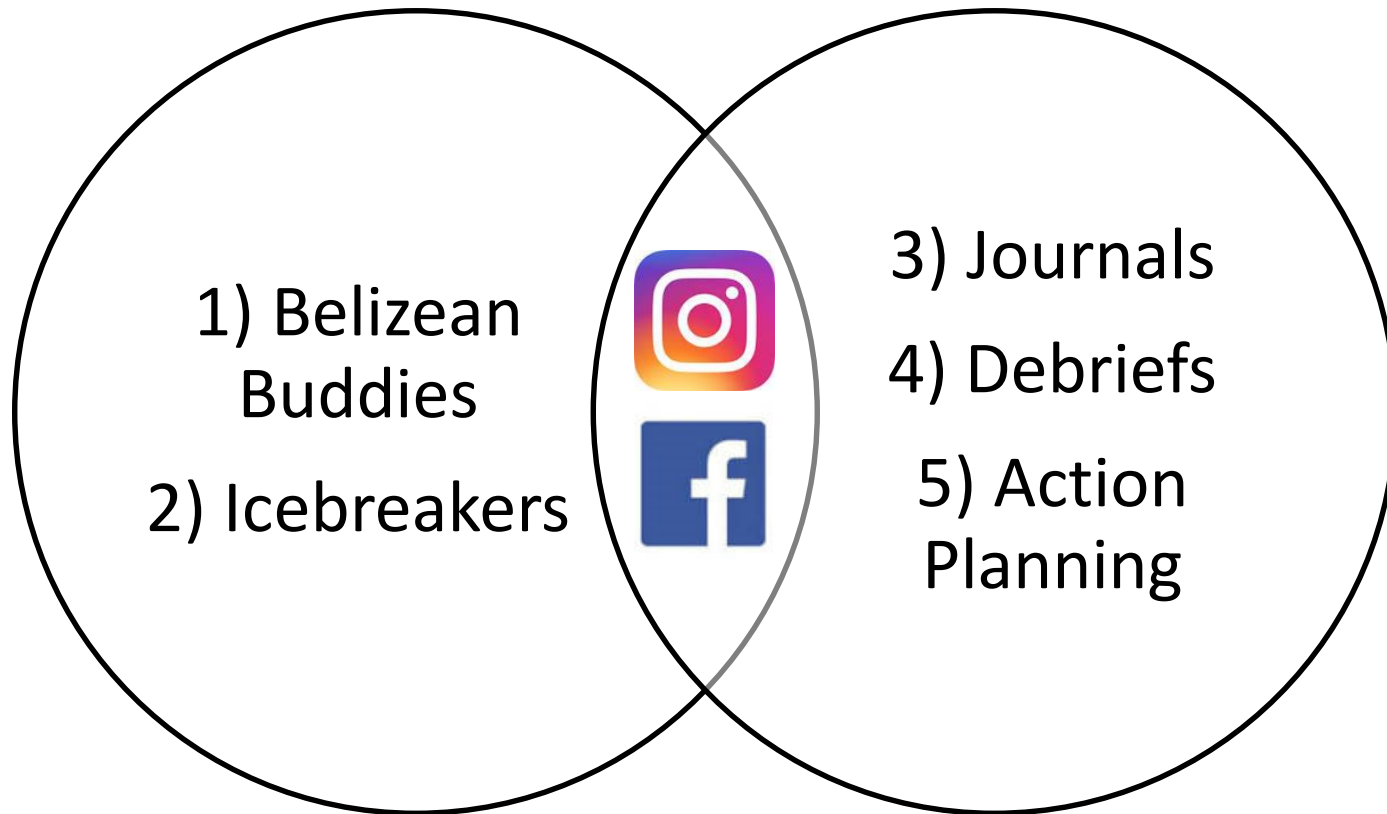 1) Belizean
Buddies
2) Icebreakers
f
3) Journals
4) Debriefs
5) Action
Planning